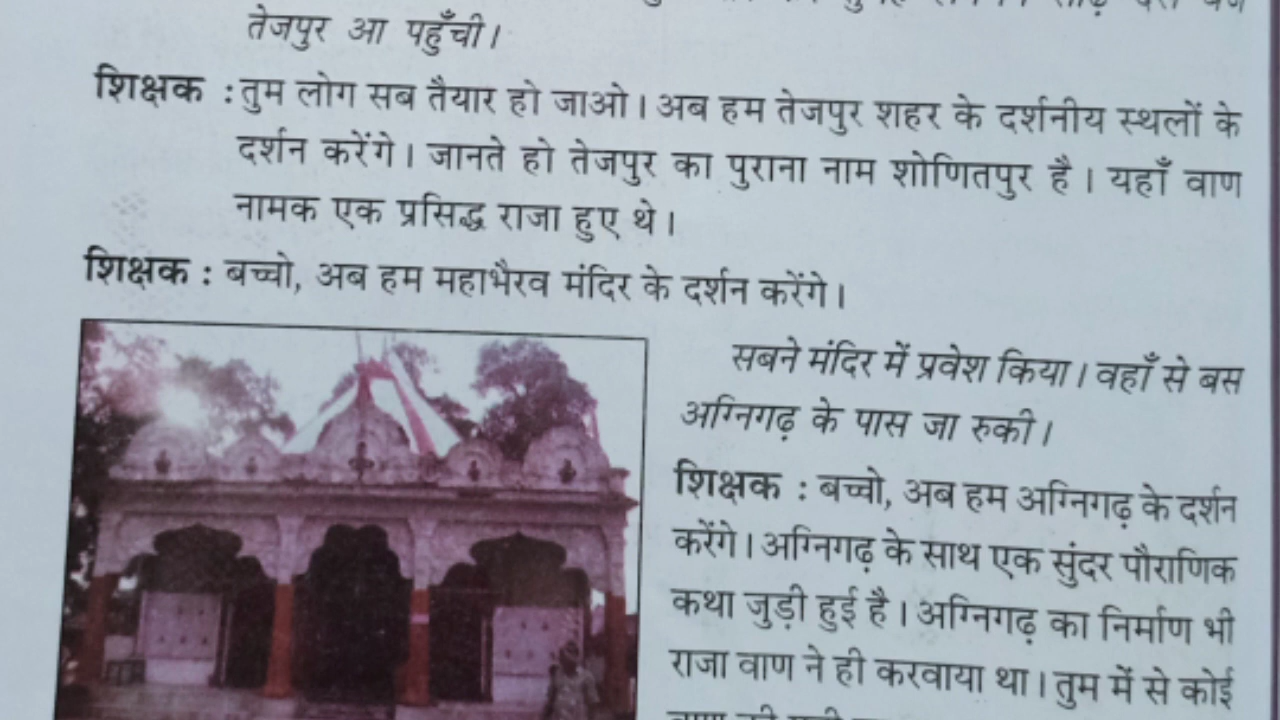 तेजपुर आ पहुँची।
शिक्षक : तुम लोग सब तैयार हो जाओ। अब हम तेजपुर शहर के दर्शनीय स्थलों के
दर्शन करेंगे। जानते हो तेजपुर का पुराना नाम शोणितपुर है। यहाँ वाण
नामक एक प्रसिद्ध राजा हुए थे।
शिक्षक : बच्चो, अब हम महाभैरव मंदिर के दर्शन करेंगे।
सबने मंदिर में प्रवेश किया। वहाँ से बस
अग्निगढ़ के पास जा रुकी।
शिक्षक : बच्चो, अब हम अग्निगढ़ के दर्शन
करेंगे। अग्निगढ़ के साथ एक सुंदर पौराणिक
कथा जुड़ी हुई है। अग्निगढ़ का निर्माण भी
राजा वाण ने ही करवाया था। तुम में से कोई